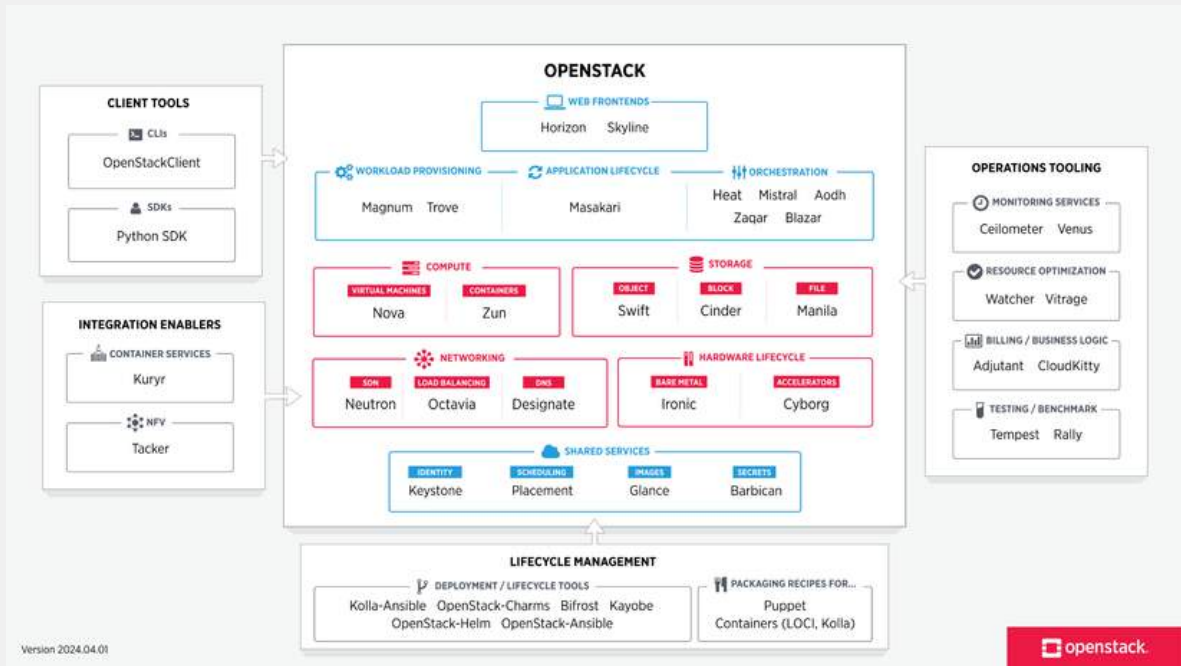 OPENSTACK
WEB FRONTENDS
Horizon Skyline
WORKLOAD PROVISIONING
Magnum Trove
APPLICATION LIFECYCLE
Masakari
ORCHESTRATION
Heat Mistral Aodh
Zaqar Blazar
COMPUTE
VIRTUAL MACHINES
Nova
CONTAINERS
Zun
STORAGE
OBJECT
Swift
BLOCK
Cinder
FILE
Manila
NETWORKING
SDN
Neutron
LOAD BALANCING
Octavia
DNS
Designate
HARDWARE LIFECYCLE
BARE METAL
Ironic
ACCELERATORS
Cyborg
SHARED SERVICES
IDENTITY
Keystone
SCHEDULING
Placement
IMAGES
Glance
SECRETS
Barbican
CLIENT TOOLS
CLIs
OpenStackClient
SDKs
Python SDK
INTEGRATION ENABLERS
CONTAINER SERVICES
Kuryr
NFV
Tacker
OPERATIONS TOOLING
MONITORING SERVICES
Ceilometer Venus
RESOURCE OPTIMIZATION
Watcher Vitrage
BILLING / BUSINESS LOGIC
Adjutant CloudKitty
TESTING / BENCHMARK
Tempest Rally
LIFECYCLE MANAGEMENT
DEPLOYMENT / LIFECYCLE TOOLS
Kolla-Ansible OpenStack-Charms Bifrost Kayobe
OpenStack-Helm OpenStack-Ansible
PACKAGING RECIPES FOR...
Puppet
Containers (LOCI, Kolla)
Version 2024.04.01
openstack.